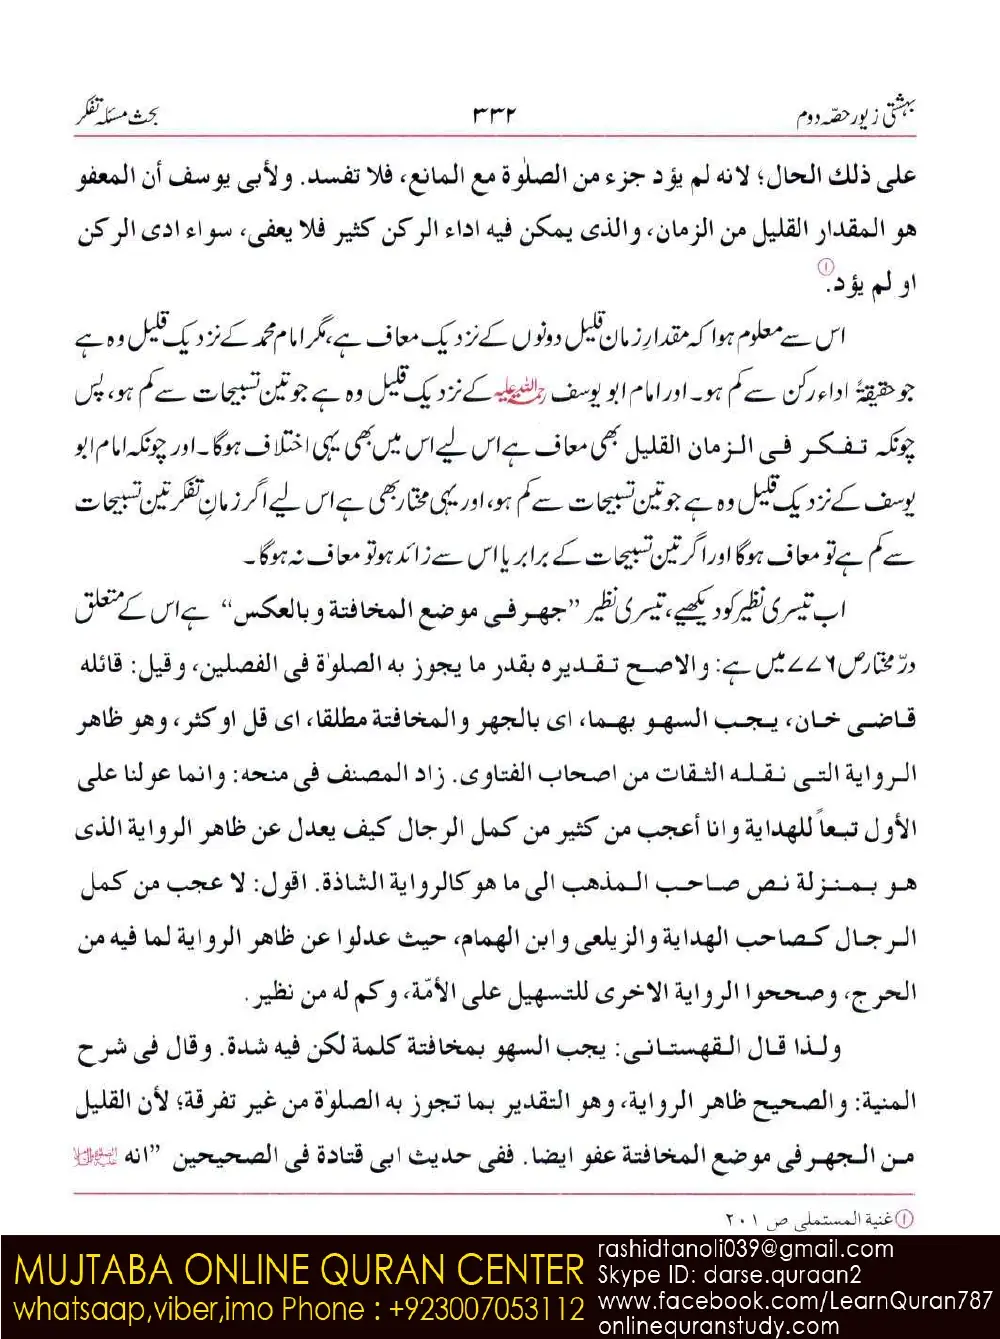 بہشتی زیور حصّہ دوم ۳۳۲ بحث مسئلہ تفکر
علی ذلك الحال؛ لانه لم یؤد جزء من الصلٰوة مع المانع، فلا تفسد. ولأبی یوسف أن المعفو
هو المقدار القلیل من الزمان، والذی یمکن فیه اداء الرکن کثیر فلا یعفی، سواء ادی الرکن
او لم یؤد.①
اس سے معلوم ہوا کہ مقدارِ زمان قلیل دونوں کے نزدیک معاف ہے، مگر امام محمد کے نزدیک قلیل وہ ہے
جو حقیقۃً اداء رکن سے کم ہو۔ اور امام ابو یوسف رحمۃ اللہ علیہ کے نزدیک قلیل وہ ہے جو تین تسبیحات سے کم ہو، پس
چونکہ تفکر فی الزمان القلیل بھی معاف ہے اس لیے اس میں بھی یہی اختلاف ہوگا۔ اور چونکہ امام ابو
یوسف کے نزدیک قلیل وہ ہے جو تین تسبیحات سے کم ہو، اور یہی مختار بھی ہے اس لیے اگر زمانِ تفکر تین تسبیحات
سے کم ہے تو معاف ہوگا اور اگر تین تسبیحات کے برابر یا اس سے زائد ہو تو معاف نہ ہوگا۔
اب تیسری نظیر کو دیکھیے، تیسری نظیر ”جهر فی موضع المخافتة وبالعکس“ ہے اس کے متعلق
درّ مختار ص ۷۷۶ میں ہے: والاصح تقدیره بقدر ما یجوز به الصلوٰة فی الفصلین، وقیل: قائله
قاضی خان، یجب السهو بهما، ای بالجهر والمخافتة مطلقا، ای قل او کثر، وهو ظاهر
الروایة التی نقله الثقات من اصحاب الفتاوی. زاد المصنف فی منحه: وانما عولنا علی
الأول تبعاً للهدایة وانا أعجب من کثیر من کمل الرجال کیف یعدل عن ظاهر الروایة الذی
هو بمنزلة نص صاحب المذهب الی ما هو کالروایة الشاذة. اقول: لا عجب من کمل
الرجال کصاحب الهدایة والزیلعی وابن الهمام، حیث عدلوا عن ظاهر الروایة لما فیه من
الحرج، وصححوا الروایة الاخری للتسهیل علی الأمّة، وکم له من نظیر.
ولذا قال القهستانی: یجب السهو بمخافتة کلمة لکن فیه شدة. وقال فی شرح
المنیة: والصحیح ظاهر الروایة، وهو التقدیر بما تجوز به الصلوٰة من غیر تفرقة؛ لأن القلیل
من الجهر فی موضع المخافتة عفو ایضا. ففی حدیث ابی قتادة فی الصحیحین ”انه
① غنیة المستملی ص ۲۰۱
MUJTABA ONLINE QURAN CENTER
whatsaap,viber,imo Phone : +923007053112
rashidtanoli039@gmail.com
Skype ID: darse.quraan2
www.facebook.com/LearnQuran787
onlinequranstudy.com